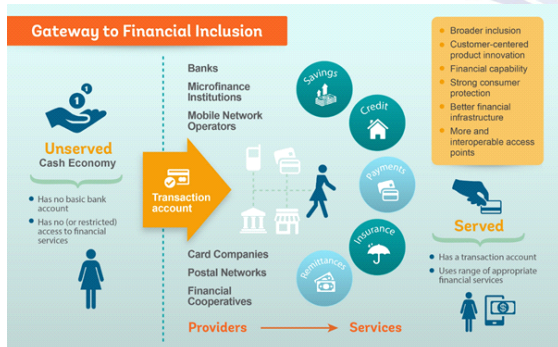 Gateway to Financial Inclusion
1
1
Unserved
Cash Economy
• Has no basic bank
account
• Has no (or restricted)
access to financial
services
Transaction
account
Banks
Microfinance
Institutions
Mobile Network
Operators
Card Companies
Postal Networks
Financial
Cooperatives
Providers
Services
Savings
Credit
Payments
Insurance
Remittances
• Broader inclusion
• Customer-centered
product innovation
• Financial capability
• Strong consumer
protection
• Better financial
infrastructure
• More and
interoperable access
points
Served
• Has a transaction account
• Uses range of appropriate
financial services
$